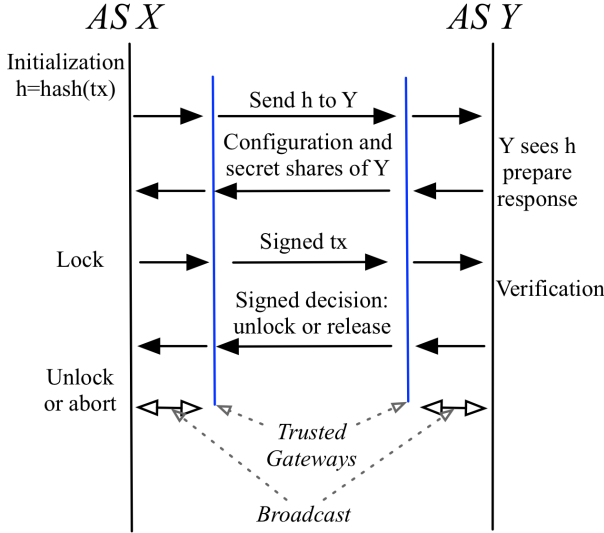 AS X
AS Y
Initialization
h=hash(tx)
Send h to Y
Configuration and
secret shares of Y
Y sees h
prepare
response
Lock
Signed tx
Verification
Signed decision:
unlock or release
Unlock
or abort
Trusted
Gateways
Broadcast